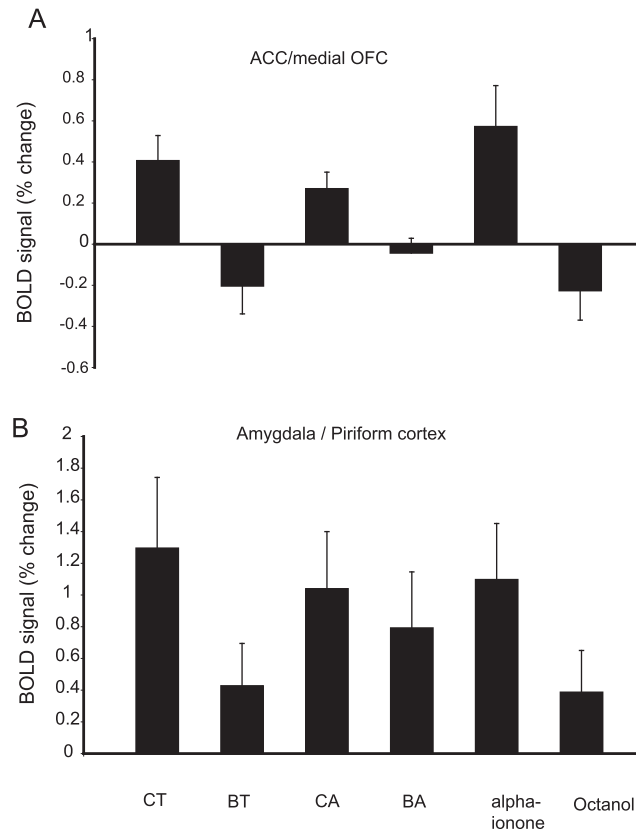 A
ACC/medial OFC
BOLD signal (% change)
1
0.8
0.6
0.4
0.2
0
-0.2
-0.4
-0.6
B
Amygdala / Piriform cortex
BOLD signal (% change)
2
1.8
1.6
1.4
1.2
1
0.8
0.6
0.4
0.2
0
CT BT CA BA alpha-ionone Octanol